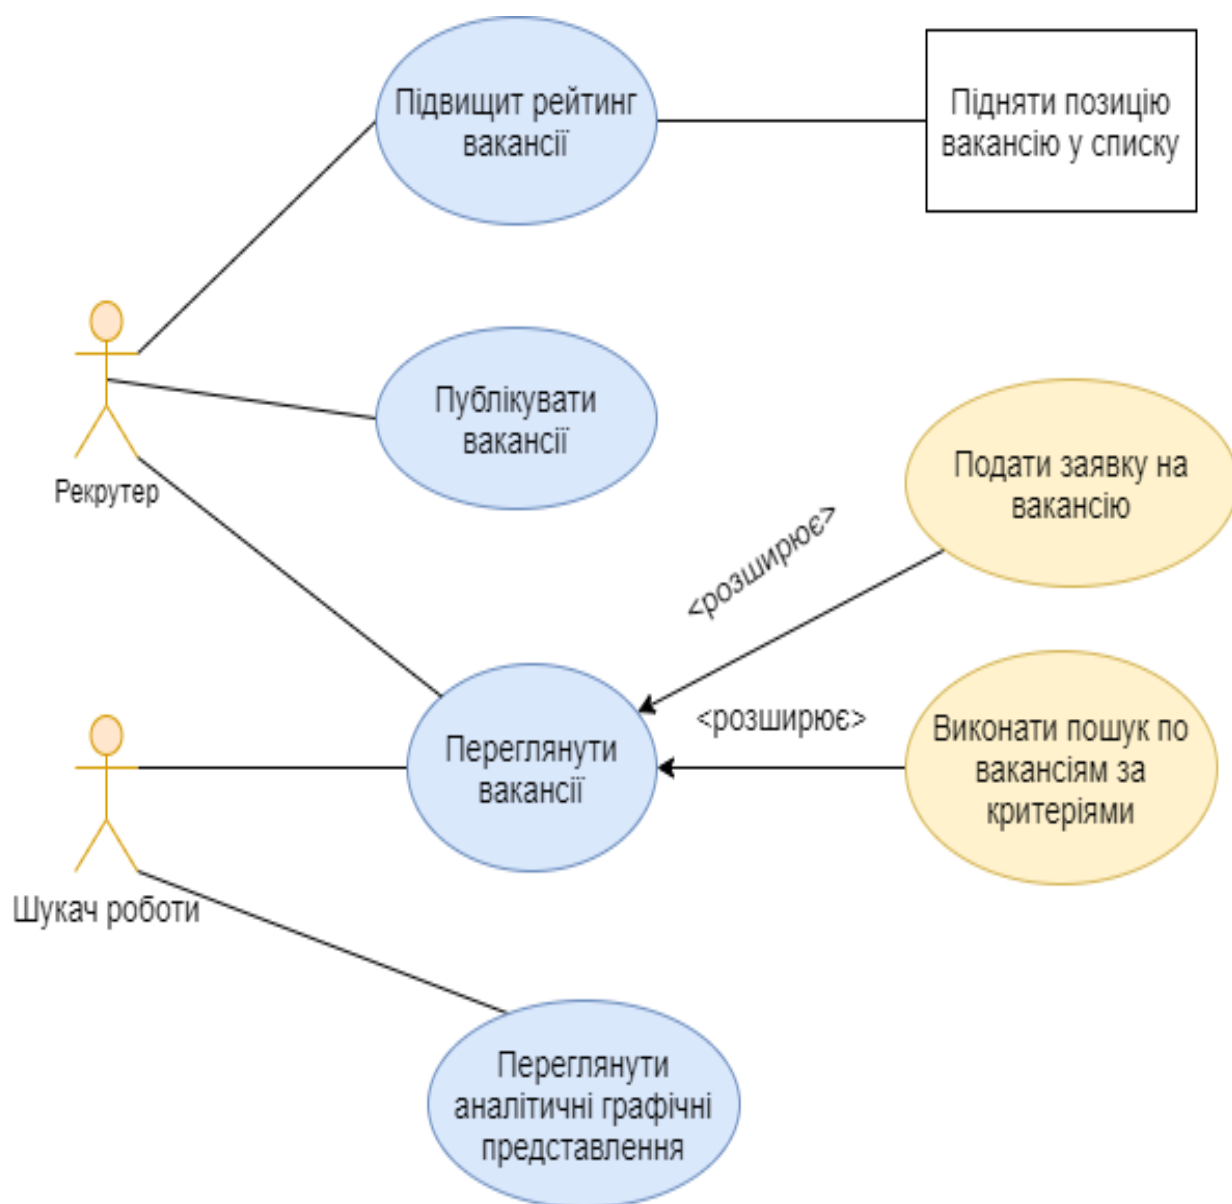 Підвищит рейтинг
вакансії
Підняти позицію
вакансію у списку
Публікувати
вакансії
Рекрутер
Подати заявку на
вакансію
<розширює>
Переглянути
вакансії
<розширює>
Виконати пошук по
вакансіям за
критеріями
Шукач роботи
Переглянути
аналітичні графічні
представлення